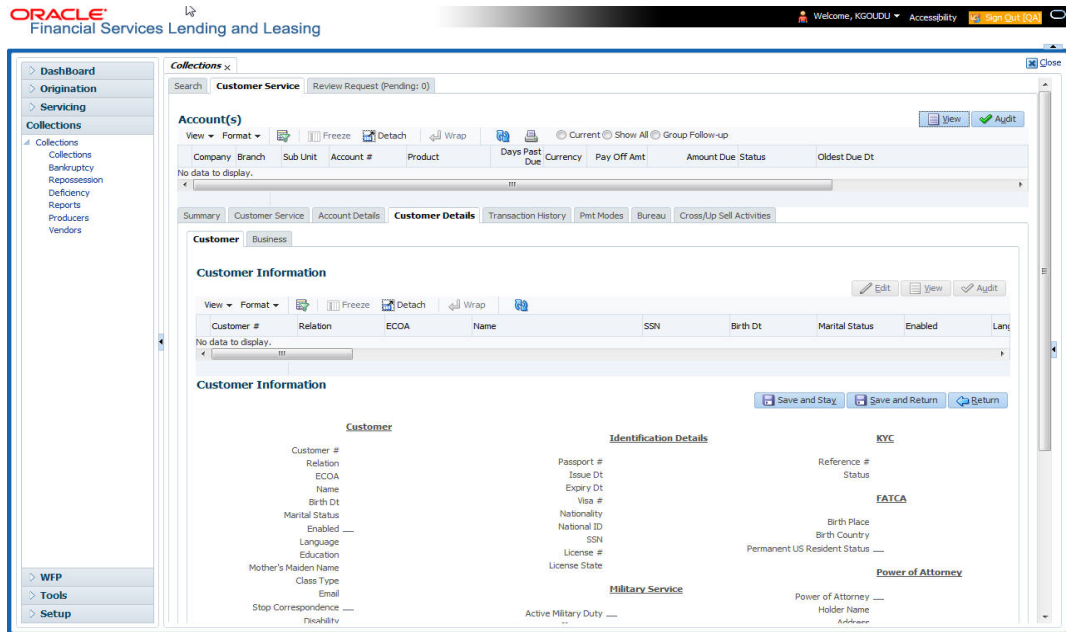 ORACLE
Financial Services Lending and Leasing
Welcome, KGOUDU
Accessibility
Sign Out [QA]
Close
DashBoard
Origination
Servicing
Collections
Collections
Collections
Bankruptcy
Repossession
Deficiency
Reports
Producers
Vendors
WFP
Tools
Setup
Collections x
Search Customer Service Review Request (Pending: 0)
Account(s)
View Audit
View Format Freeze Detach Wrap Current Show All Group Follow-up
Company Branch Sub Unit Account # Product Days Past Due Currency Pay Off Amt Amount Due Status Oldest Due Dt
No data to display.
Summary Customer Service Account Details Customer Details Transaction History Pmt Modes Bureau Cross/Up Sell Activities
Customer Business
Customer Information
Edit View Audit
View Format Freeze Detach Wrap
Customer # Relation ECOA Name SSN Birth Dt Marital Status Enabled Lang
No data to display.
Customer Information
Save and Stay Save and Return Return
Customer
Customer #
Relation
ECOA
Name
Birth Dt
Marital Status
Enabled
Language
Education
Mother's Maiden Name
Class Type
Email
Stop Correspondence
Disability
Identification Details
Passport #
Issue Dt
Expiry Dt
Visa #
Nationality
National ID
SSN
License #
License State
Military Service
Active Military Duty
KYC
Reference #
Status
FATCA
Birth Place
Birth Country
Permanent US Resident Status
Power of Attorney
Power of Attorney
Holder Name
Address